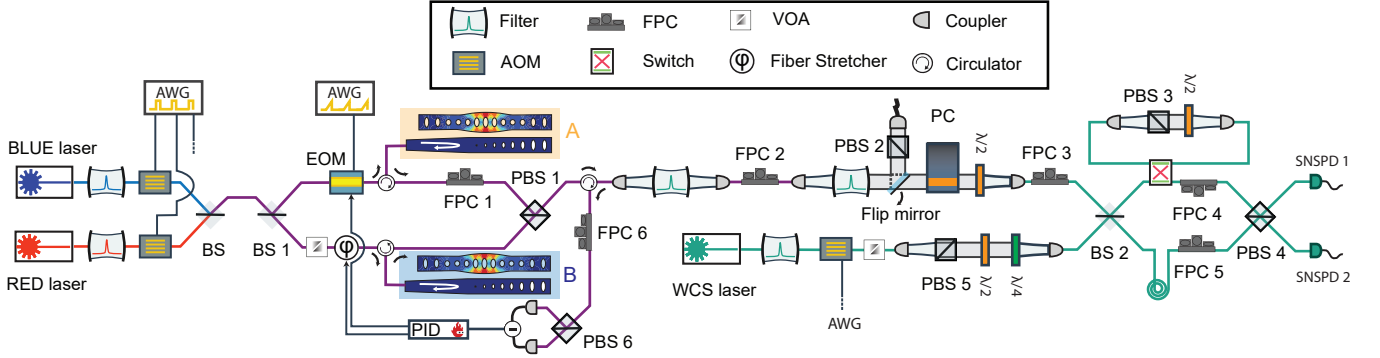 Filter
FPC
VOA
Coupler
AOM
Switch
φ
Fiber Stretcher
Circulator
AWG
AWG
BLUE laser
EOM
A
FPC 1
PBS 1
FPC 2
PBS 2
PC
λ/2
FPC 3
PBS 3
λ/2
SNSPD 1
Flip mirror
FPC 4
BS
BS 1
φ
FPC 6
BS 2
PBS 4
RED laser
B
WCS laser
PBS 5
λ/2
λ/4
FPC 5
SNSPD 2
AWG
PID
PBS 6